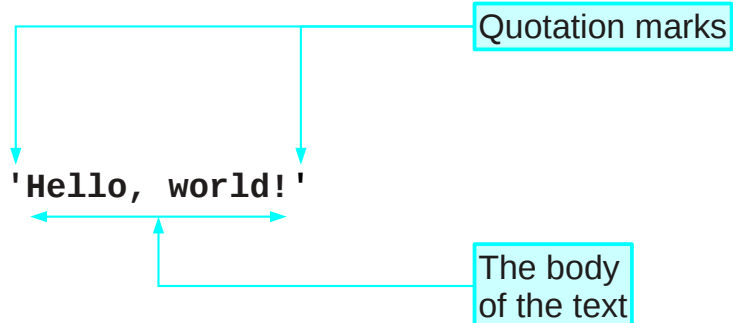 Quotation marks
'Hello, world!'
The body
of the text